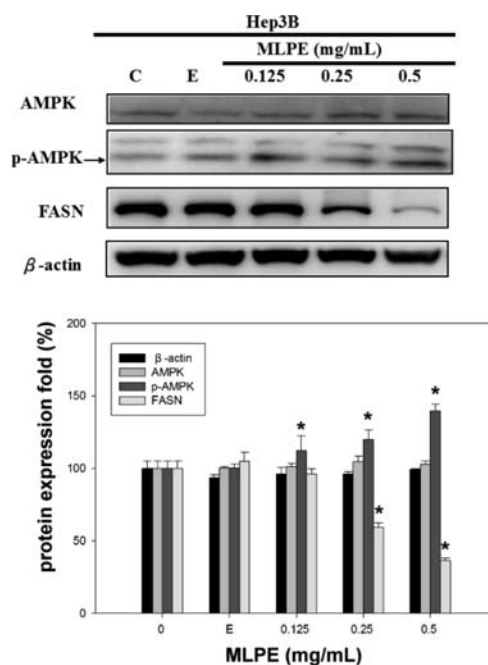 Hep3B
MLPE (mg/mL)
C E 0.125 0.25 0.5
AMPK
p-AMPK
FASN
β-actin
200
150
100
50
0
protein expression fold (%)
β-actin
AMPK
p-AMPK
FASN
*
*
*
*
*
0 E 0.125 0.25 0.5
MLPE (mg/mL)